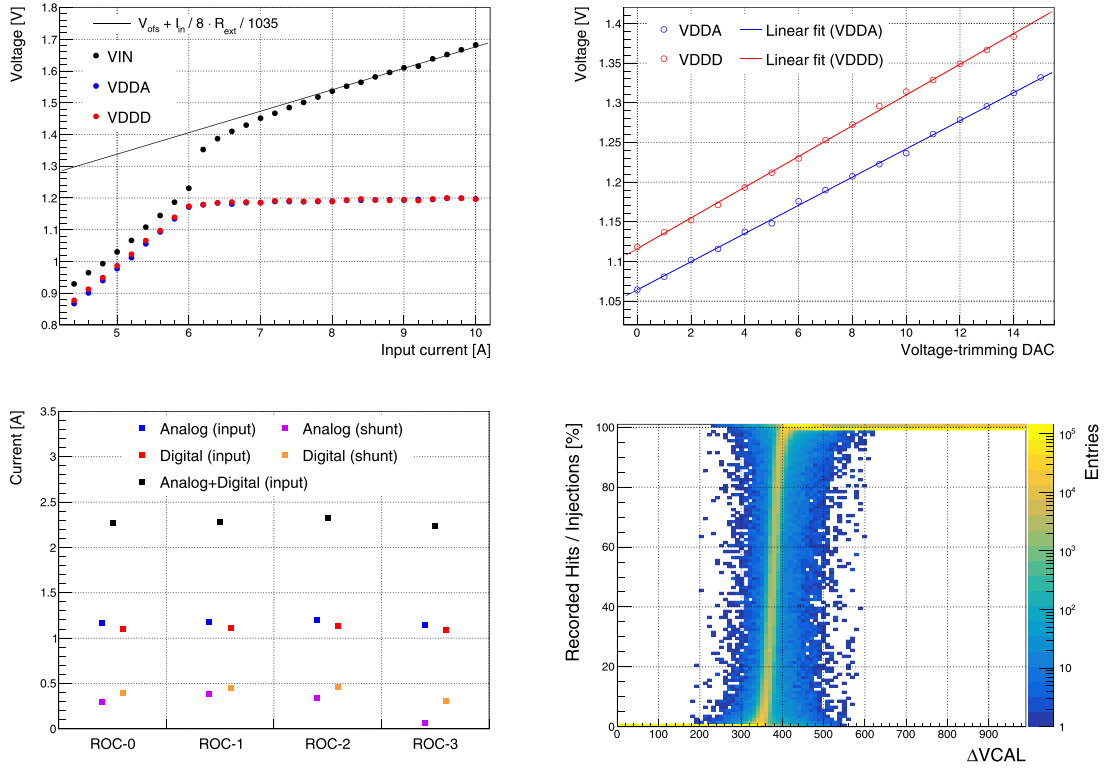 Voltage [V]
V_ofs + I_in / 8 · R_ext / 1035
VIN
VDDA
VDDD
1.8
1.7
1.6
1.5
1.4
1.3
1.2
1.1
1
0.9
0.8
5 6 7 8 9 10
Input current [A]
Voltage [V]
VDDA Linear fit (VDDA)
VDDD Linear fit (VDDD)
1.4
1.35
1.3
1.25
1.2
1.15
1.1
1.05
0 2 4 6 8 10 12 14
Voltage-trimming DAC
Current [A]
Analog (input) Analog (shunt)
Digital (input) Digital (shunt)
Analog+Digital (input)
3.5
3
2.5
2
1.5
1
0.5
0
ROC-0 ROC-1 ROC-2 ROC-3
Recorded Hits / Injections [%]
100
80
60
40
20
0
0 100 200 300 400 500 600 700 800 900
ΔVCAL
Entries
10^5
10^4
10^3
10^2
10
1